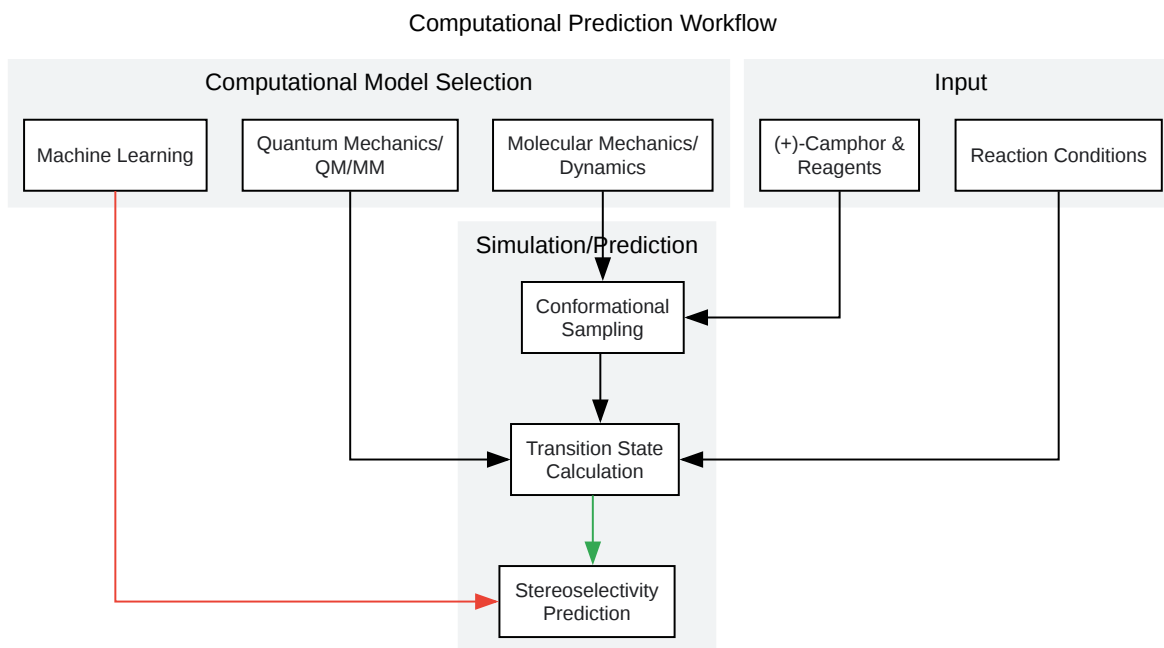 Computational Prediction Workflow
Computational Model Selection
Input
Machine Learning
Quantum Mechanics/
QM/MM
Molecular Mechanics/
Dynamics
(+)-Camphor &
Reagents
Reaction Conditions
Simulation/Prediction
Conformational
Sampling
Transition State
Calculation
Stereoselectivity
Prediction